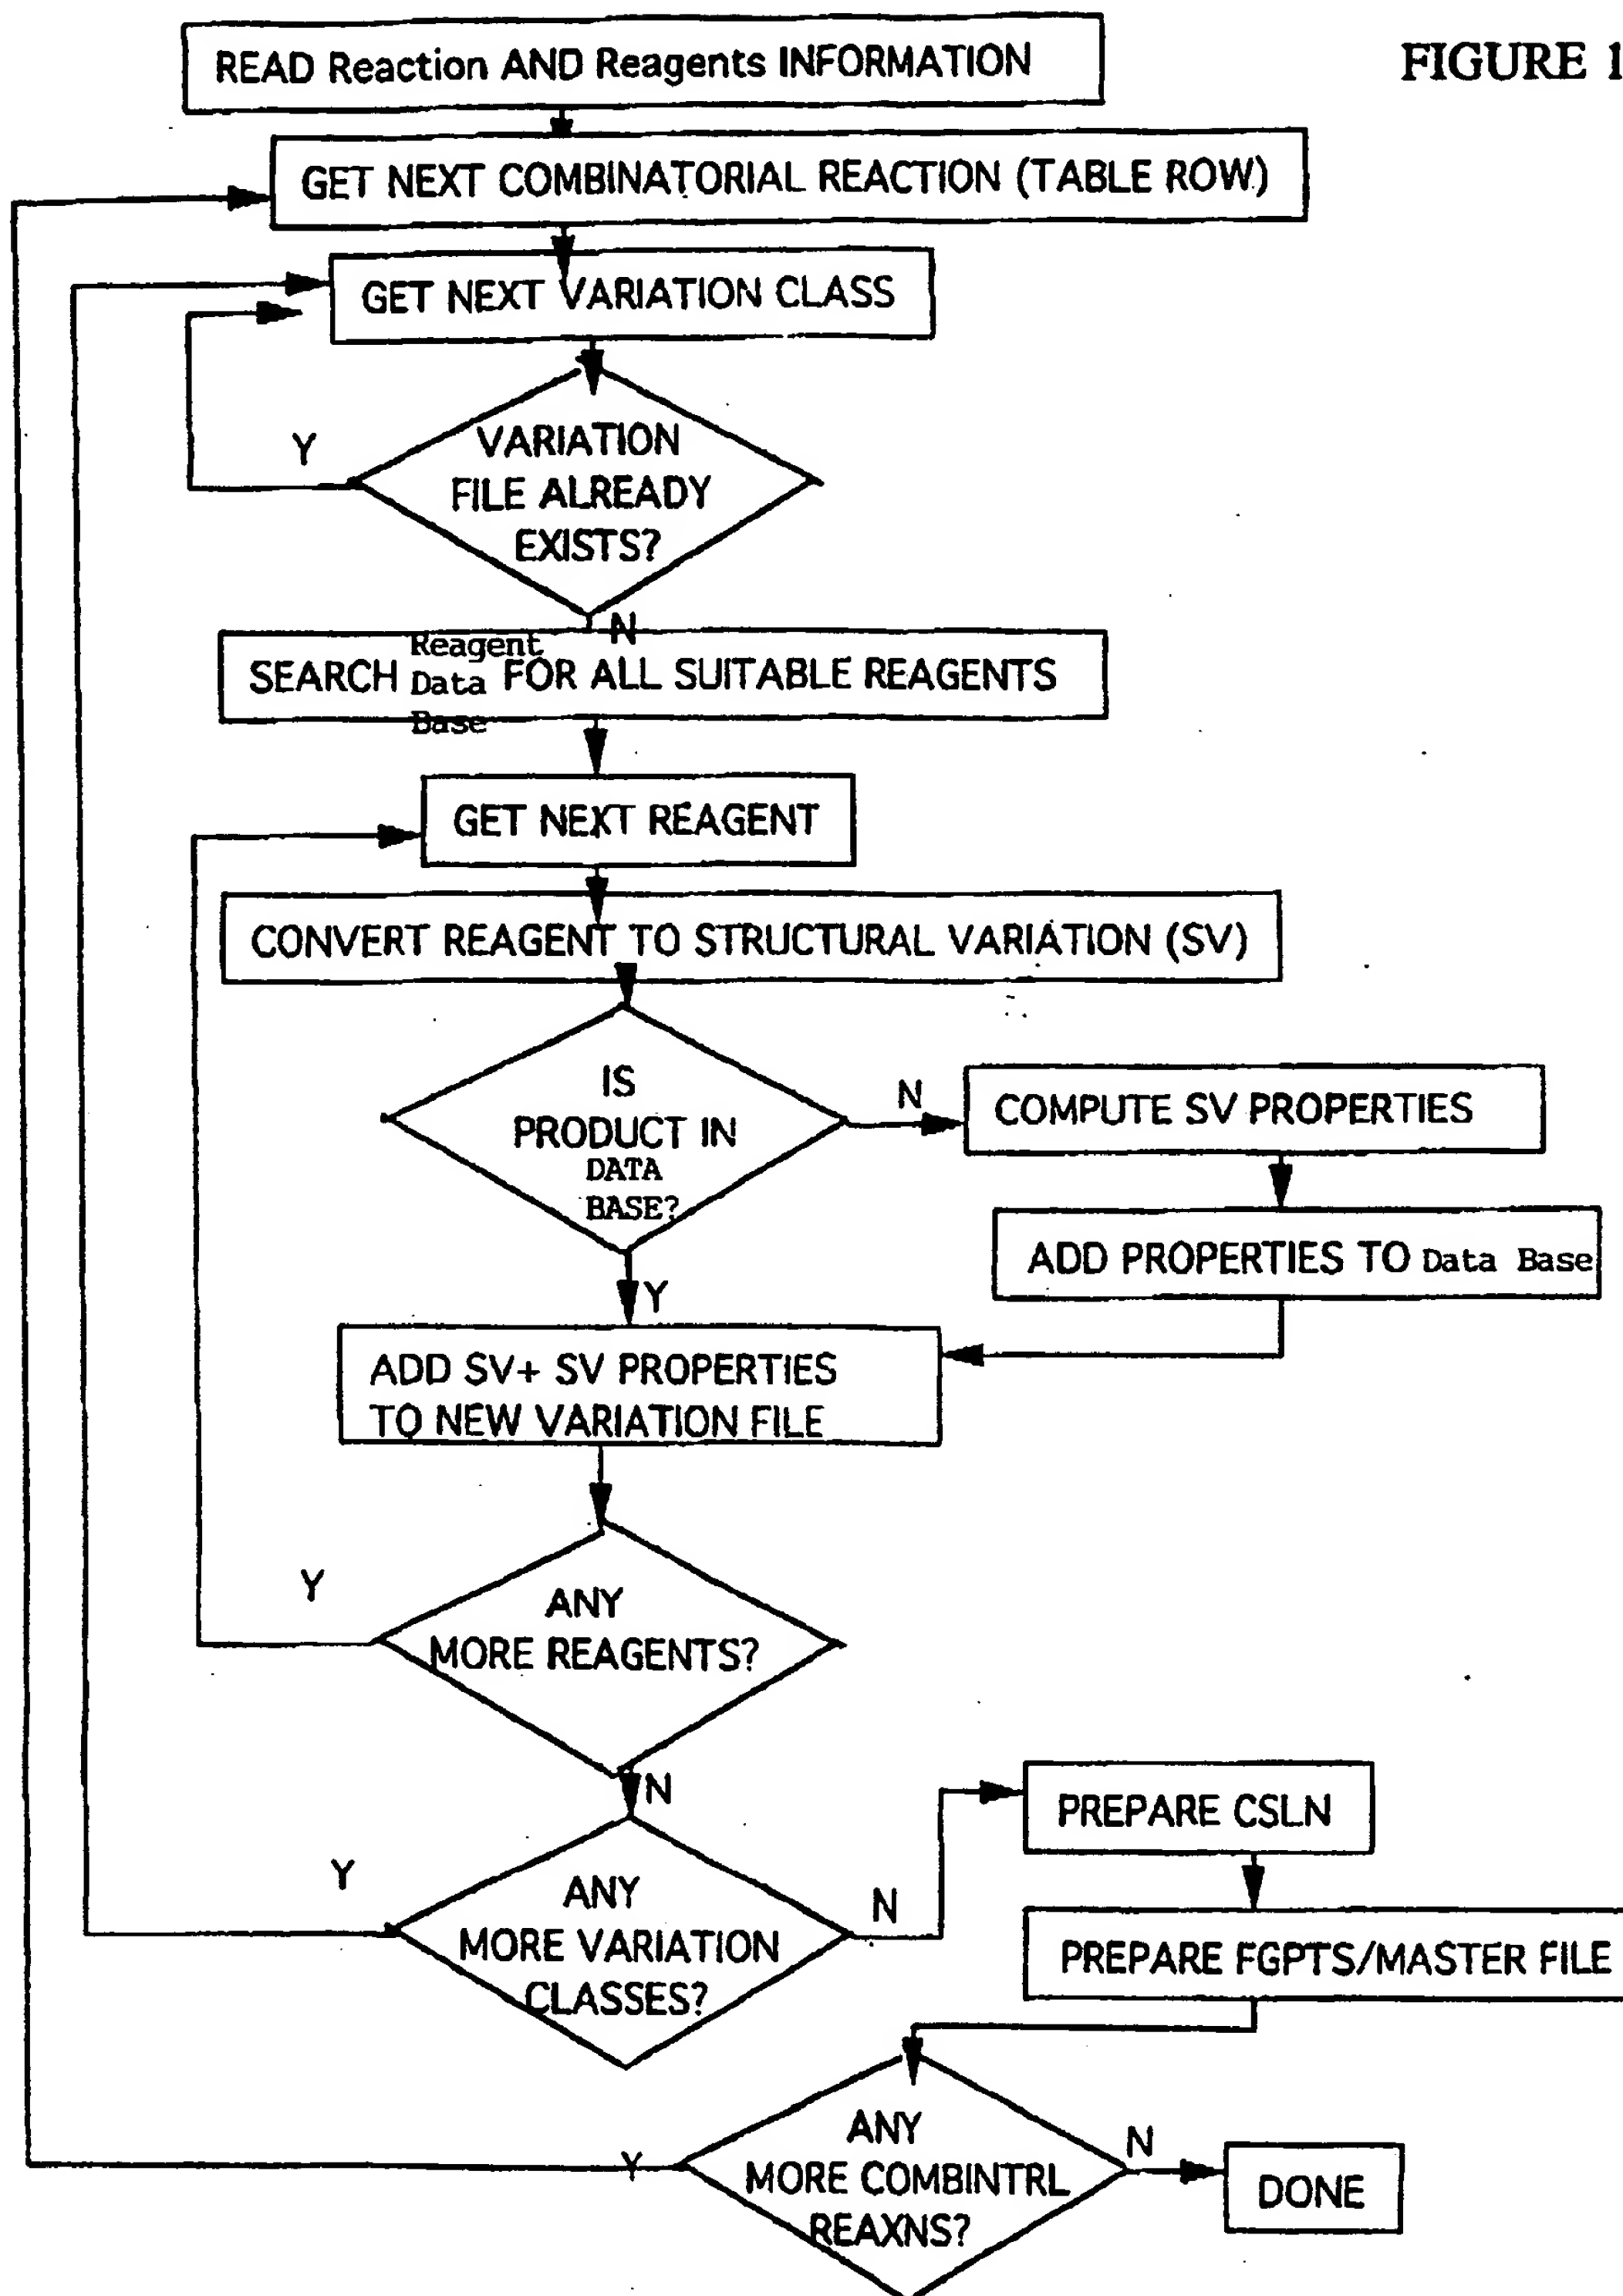 FIGURE 1
READ Reaction AND Reagents INFORMATION
GET NEXT COMBINATORIAL REACTION (TABLE ROW)
GET NEXT VARIATION CLASS
VARIATION
FILE ALREADY
EXISTS?
Y
N
SEARCH Reagent Data Base FOR ALL SUITABLE REAGENTS
GET NEXT REAGENT
CONVERT REAGENT TO STRUCTURAL VARIATION (SV)
IS
PRODUCT IN
DATA
BASE?
N
COMPUTE SV PROPERTIES
ADD PROPERTIES TO Data Base
Y
ADD SV+ SV PROPERTIES
TO NEW VARIATION FILE
ANY
MORE REAGENTS?
Y
N
ANY
MORE VARIATION
CLASSES?
Y
N
PREPARE CSLN
PREPARE FGPTS/MASTER FILE
ANY
MORE COMBINTRL
REAXNS?
Y
N
DONE